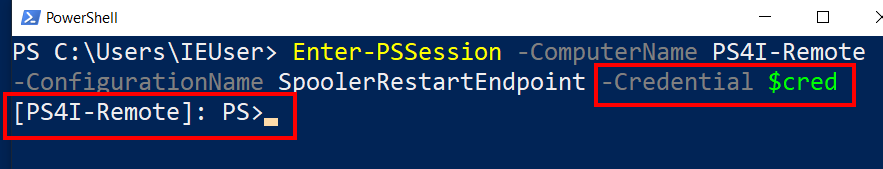 PowerShell
PS C:\Users\IEUser> Enter-PSSession -ComputerName PS4I-Remote
-ConfigurationName SpoolerRestartEndpoint -Credential $cred
[PS4I-Remote]: PS>